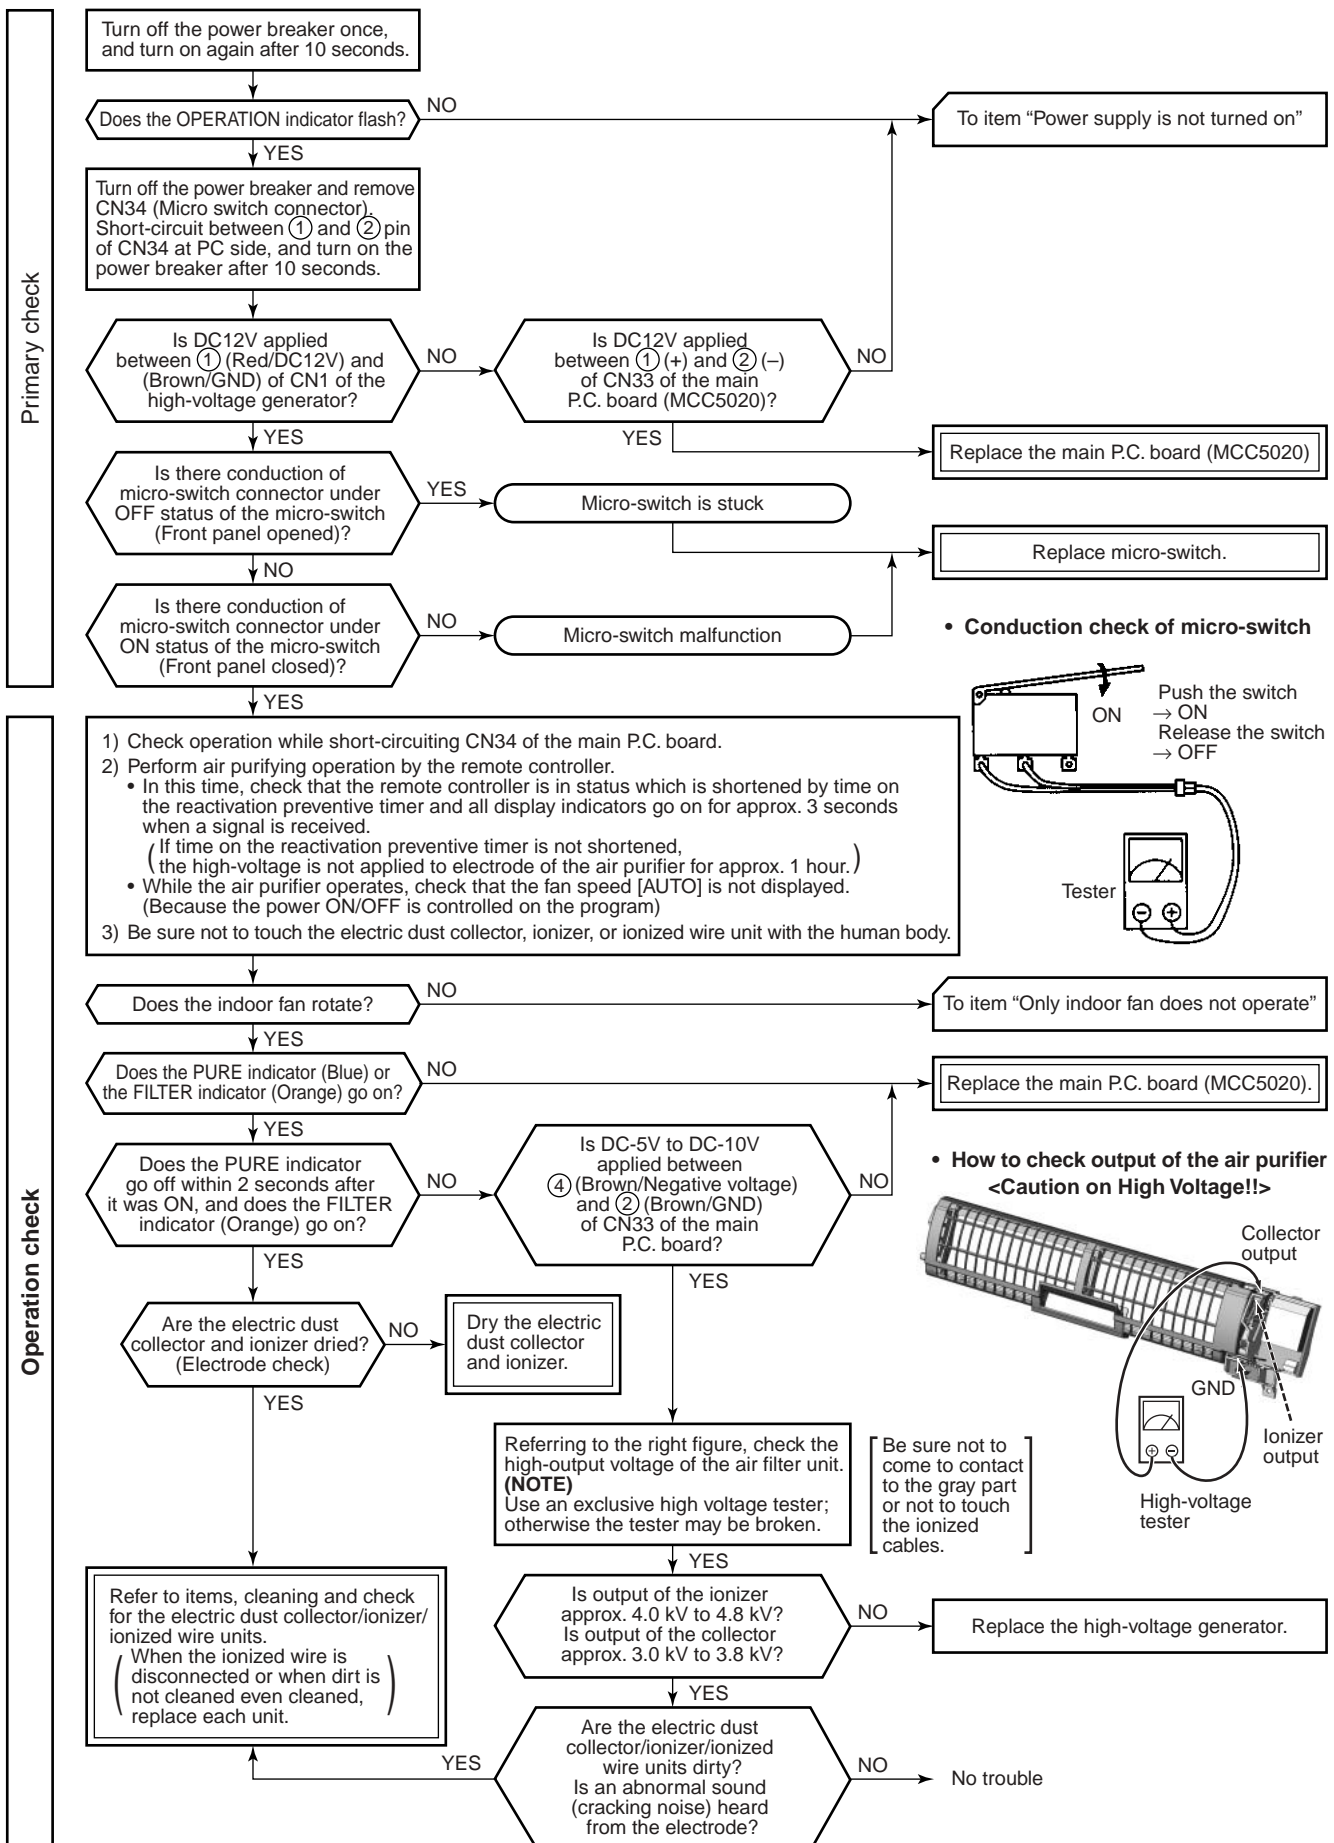 Primary check
Turn off the power breaker once,
and turn on again after 10 seconds.
Does the OPERATION indicator flash?
NO
To item “Power supply is not turned on”
YES
Turn off the power breaker and remove
CN34 (Micro switch connector).
Short-circuit between ① and ② pin
of CN34 at PC side, and turn on the
power breaker after 10 seconds.
Is DC12V applied
between ① (Red/DC12V) and
(Brown/GND) of CN1 of the
high-voltage generator?
NO
Is DC12V applied
between ① (+) and ② (–)
of CN33 of the main
P.C. board (MCC5020)?
NO
YES
YES
Replace the main P.C. board (MCC5020)
Is there conduction of
micro-switch connector under
OFF status of the micro-switch
(Front panel opened)?
YES
Micro-switch is stuck
Replace micro-switch.
NO
Is there conduction of
micro-switch connector under
ON status of the micro-switch
(Front panel closed)?
NO
Micro-switch malfunction
YES
• Conduction check of micro-switch
ON
Push the switch
→ ON
Release the switch
→ OFF
Tester
Operation check
1) Check operation while short-circuiting CN34 of the main P.C. board.
2) Perform air purifying operation by the remote controller.
• In this time, check that the remote controller is in status which is shortened by time on
the reactivation preventive timer and all display indicators go on for approx. 3 seconds
when a signal is received.
( If time on the reactivation preventive timer is not shortened,
the high-voltage is not applied to electrode of the air purifier for approx. 1 hour. )
• While the air purifier operates, check that the fan speed [AUTO] is not displayed.
(Because the power ON/OFF is controlled on the program)
3) Be sure not to touch the electric dust collector, ionizer, or ionized wire unit with the human body.
Does the indoor fan rotate?
NO
To item “Only indoor fan does not operate”
YES
Does the PURE indicator (Blue) or
the FILTER indicator (Orange) go on?
NO
Replace the main P.C. board (MCC5020).
YES
Does the PURE indicator
go off within 2 seconds after
it was ON, and does the FILTER
indicator (Orange) go on?
NO
Is DC-5V to DC-10V
applied between
④ (Brown/Negative voltage)
and ② (Brown/GND)
of CN33 of the main
P.C. board?
NO
YES
YES
• How to check output of the air purifier
<Caution on High Voltage!!>
Collector
output
GND
Ionizer
output
High-voltage
tester
Are the electric dust
collector and ionizer dried?
(Electrode check)
NO
Dry the electric
dust collector
and ionizer.
YES
Referring to the right figure, check the
high-output voltage of the air filter unit.
(NOTE)
Use an exclusive high voltage tester;
otherwise the tester may be broken.
[ Be sure not to
come to contact
to the gray part
or not to touch
the ionized
cables. ]
YES
Refer to items, cleaning and check
for the electric dust collector/ionizer/
ionized wire units.
( When the ionized wire is
disconnected or when dirt is
not cleaned even cleaned,
replace each unit. )
Is output of the ionizer
approx. 4.0 kV to 4.8 kV?
Is output of the collector
approx. 3.0 kV to 3.8 kV?
NO
Replace the high-voltage generator.
YES
Are the electric dust
collector/ionizer/ionized
wire units dirty?
Is an abnormal sound
(cracking noise) heard
from the electrode?
YES
NO
No trouble